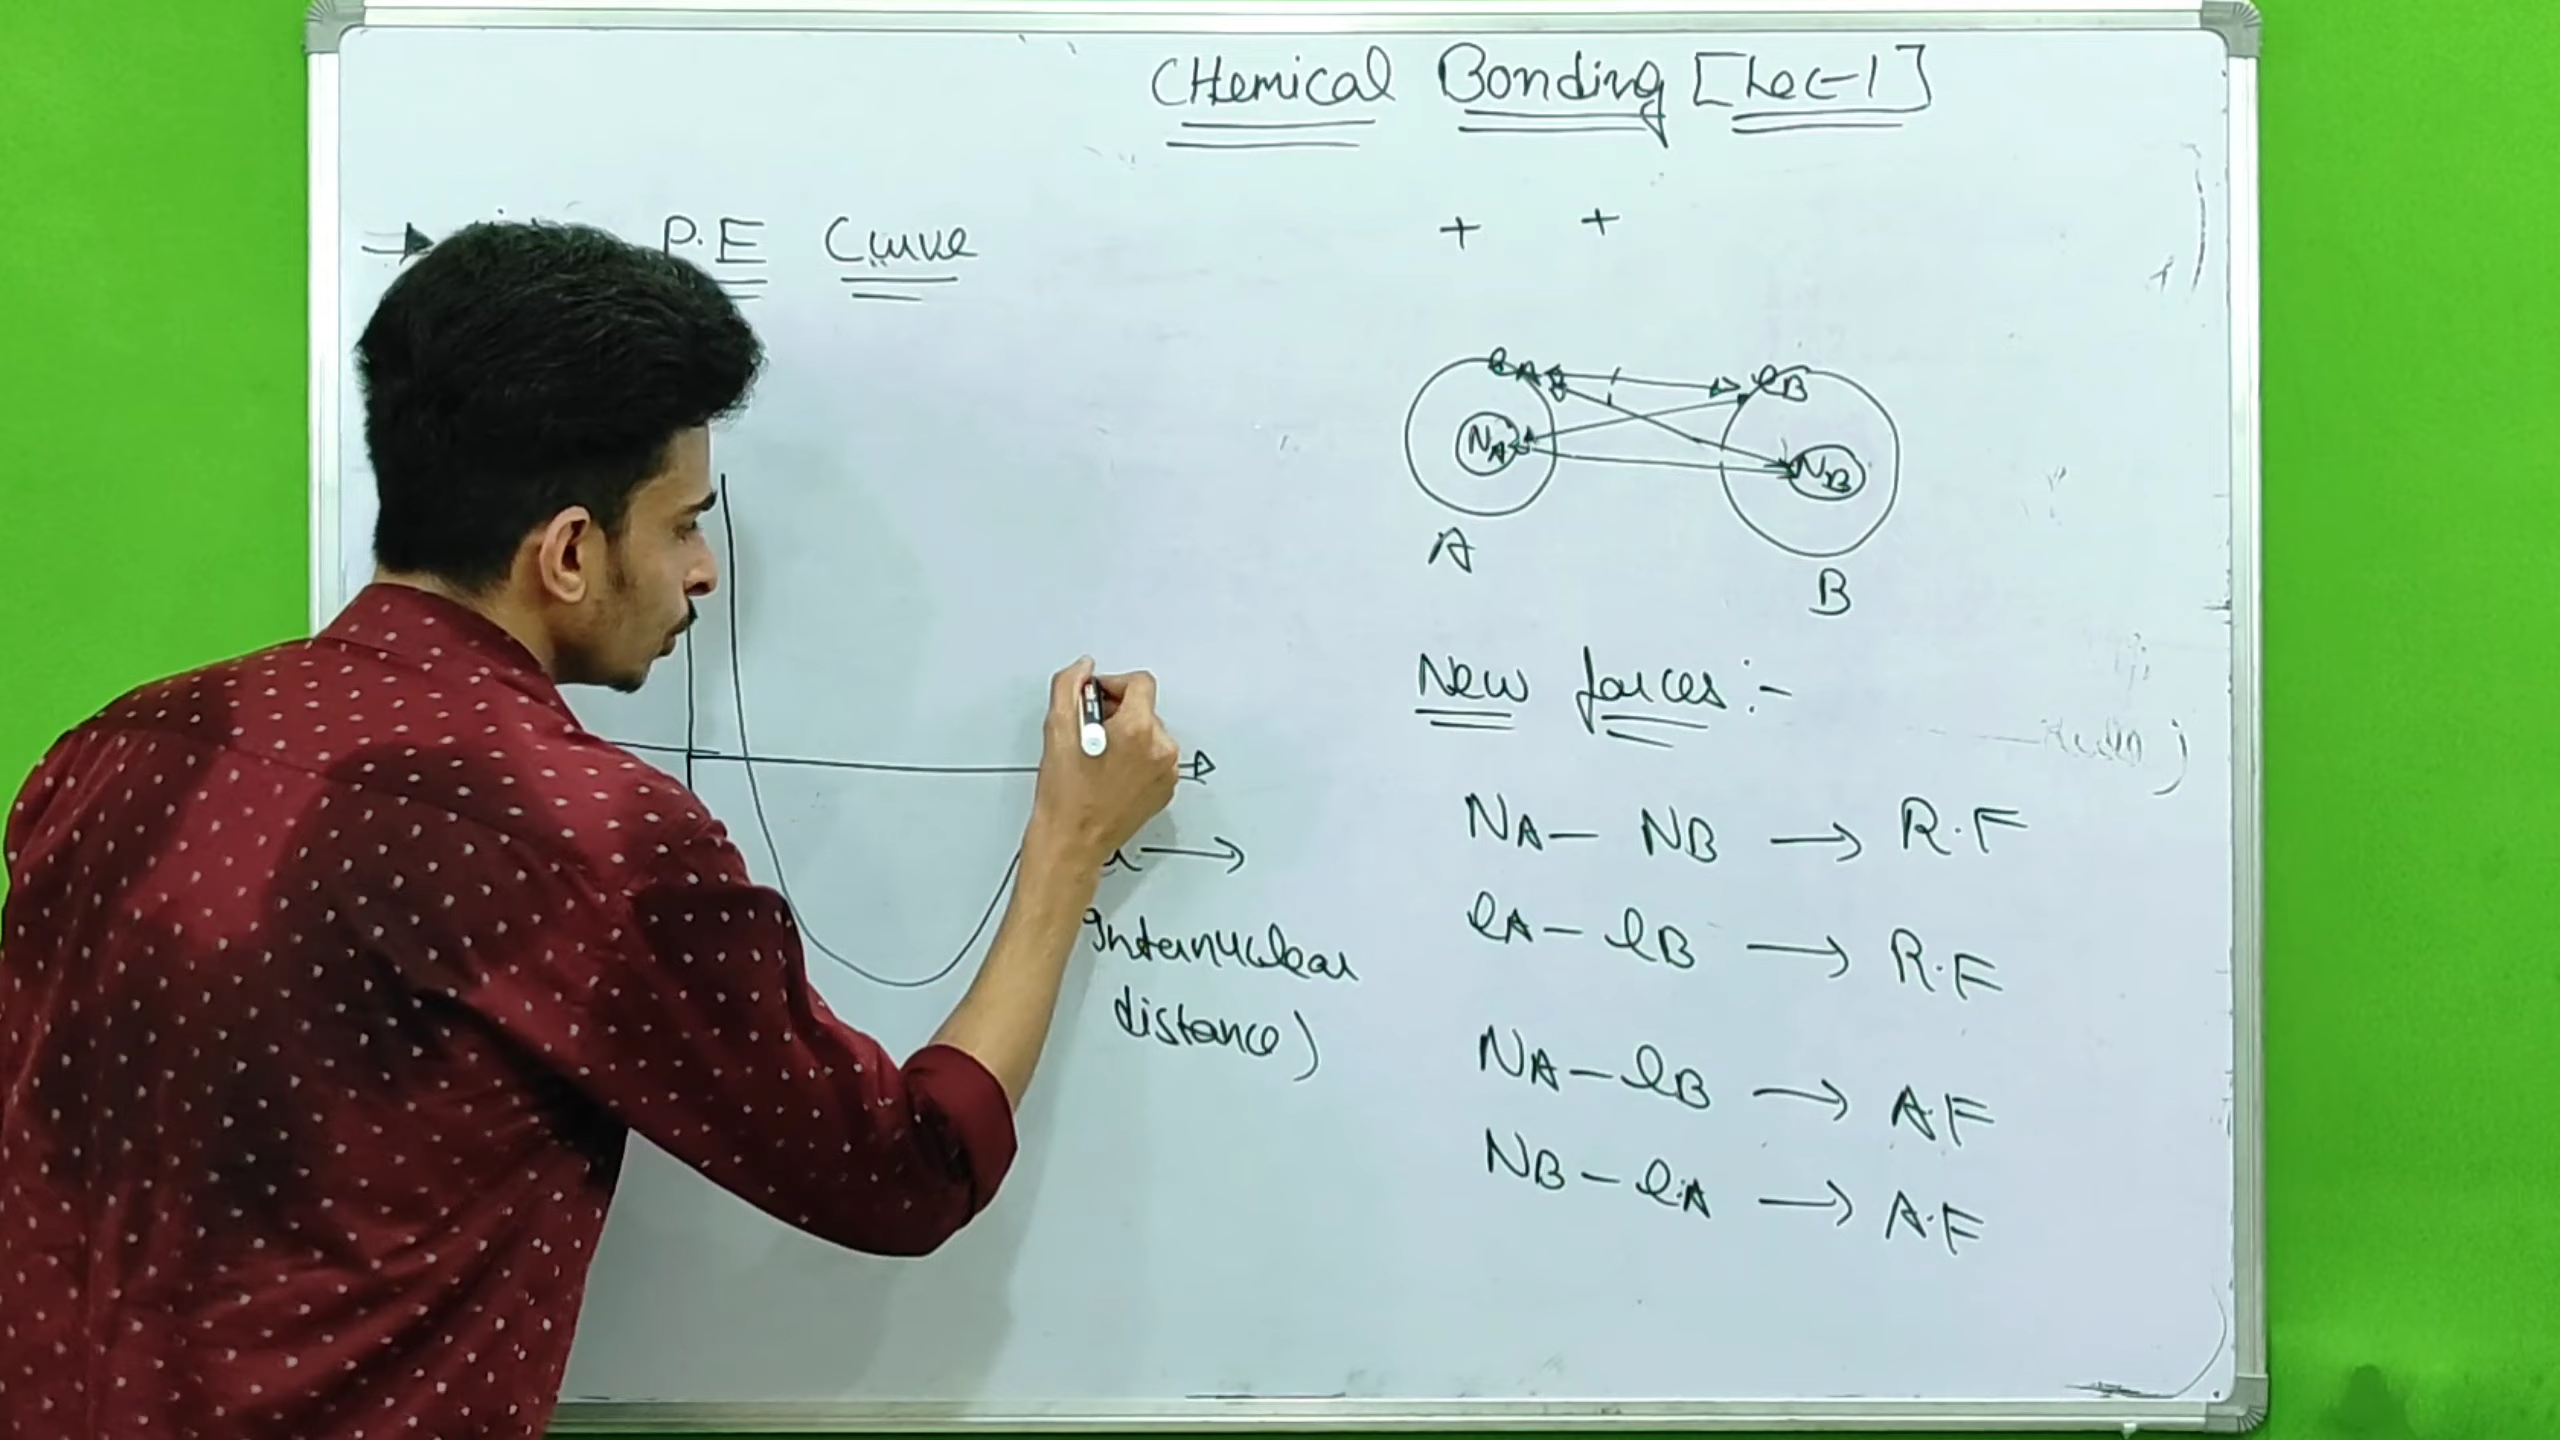 CHemical Bonding [Lec-1]
P.E Curve
+ +
eA eB
NA NB
A
B
New forces:-
NA - NB → R.F
eA - eB → R.F
NA - eB → A.F
NB - eA → A.F
Internuclear
distance)